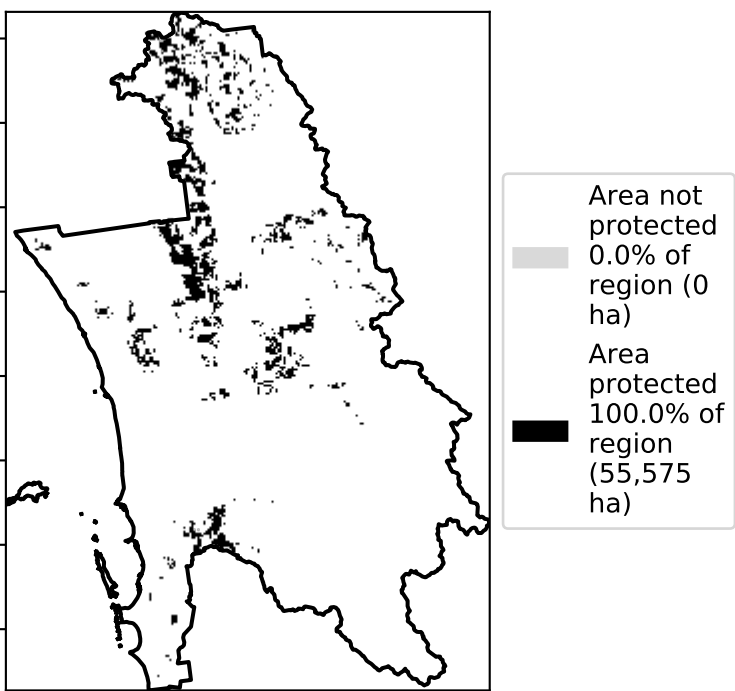 Area not
protected
0.0% of
region (0
ha)
Area
protected
100.0% of
region
(55,575
ha)